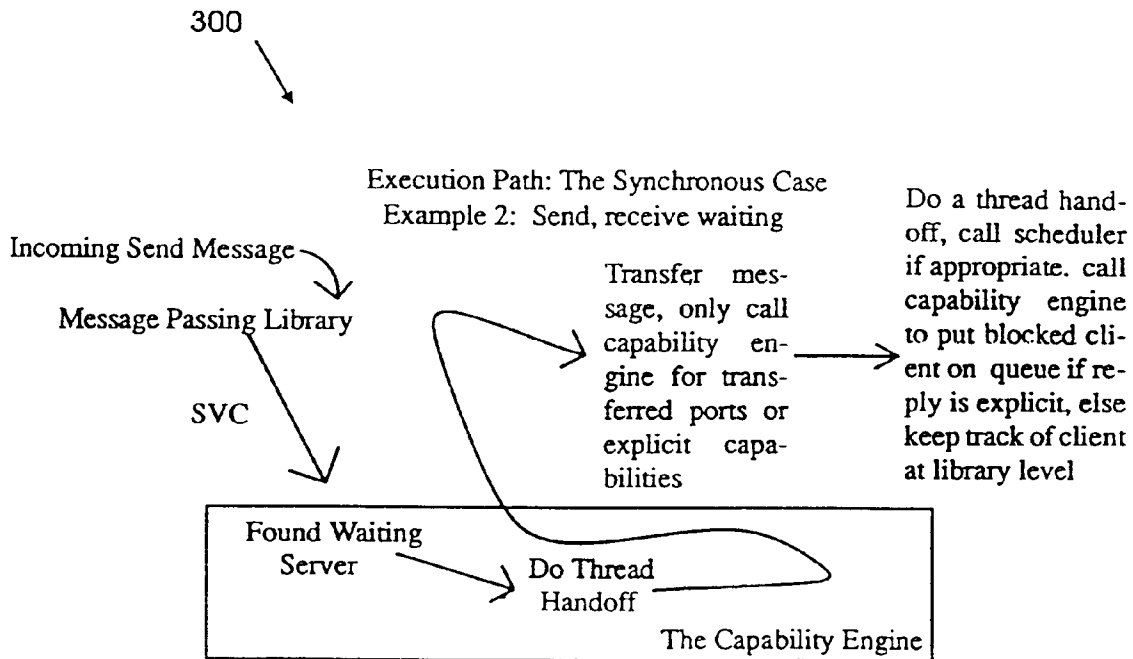 300
Execution Path: The Synchronous Case
Example 2: Send, receive waiting
Incoming Send Message
Message Passing Library
SVC
Transfer mes-
sage, only call
capability en-
gine for trans-
ferred ports or
explicit capa-
bilities
Do a thread hand-
off, call scheduler
if appropriate. call
capability engine
to put blocked cli-
ent on queue if re-
ply is explicit, else
keep track of client
at library level
Found Waiting
Server
Do Thread
Handoff
The Capability Engine